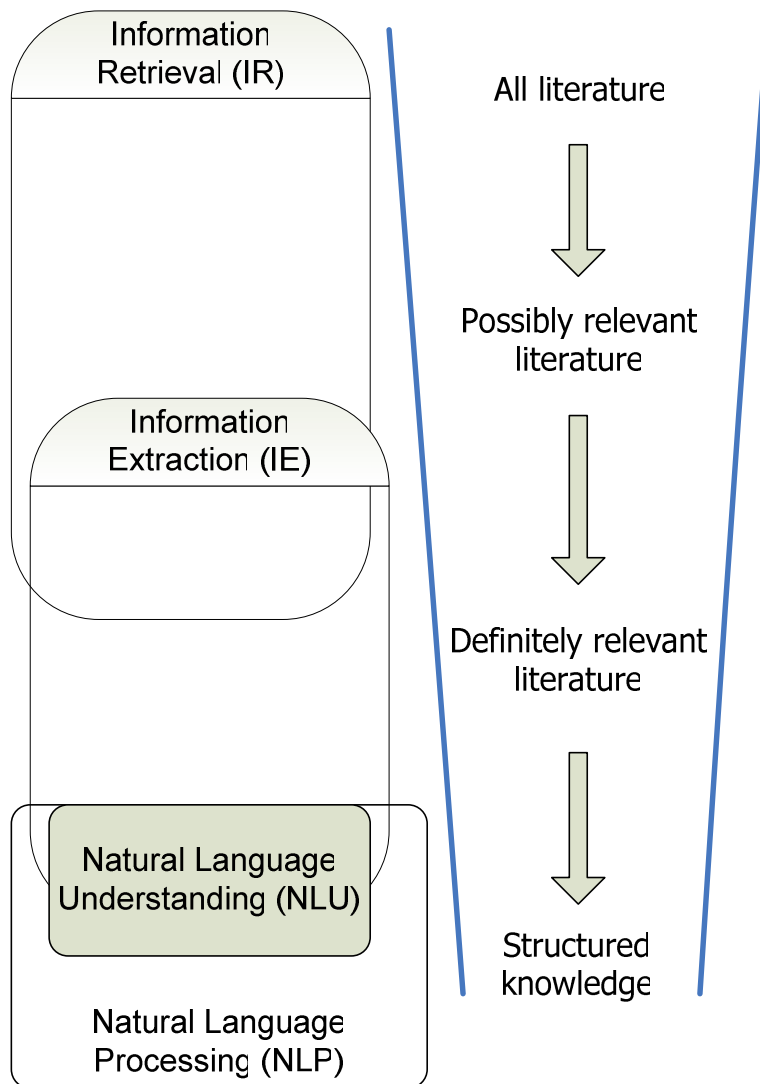 Information
Retrieval (IR)
All literature
Possibly relevant
literature
Information
Extraction (IE)
Definitely relevant
literature
Natural Language
Understanding (NLU)
Structured
knowledge
Natural Language
Processing (NLP)